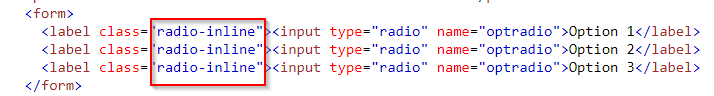 <form>
<label class="radio-inline"><input type="radio" name="optradio">Option 1</label>
<label class="radio-inline"><input type="radio" name="optradio">Option 2</label>
<label class="radio-inline"><input type="radio" name="optradio">Option 3</label>
</form>